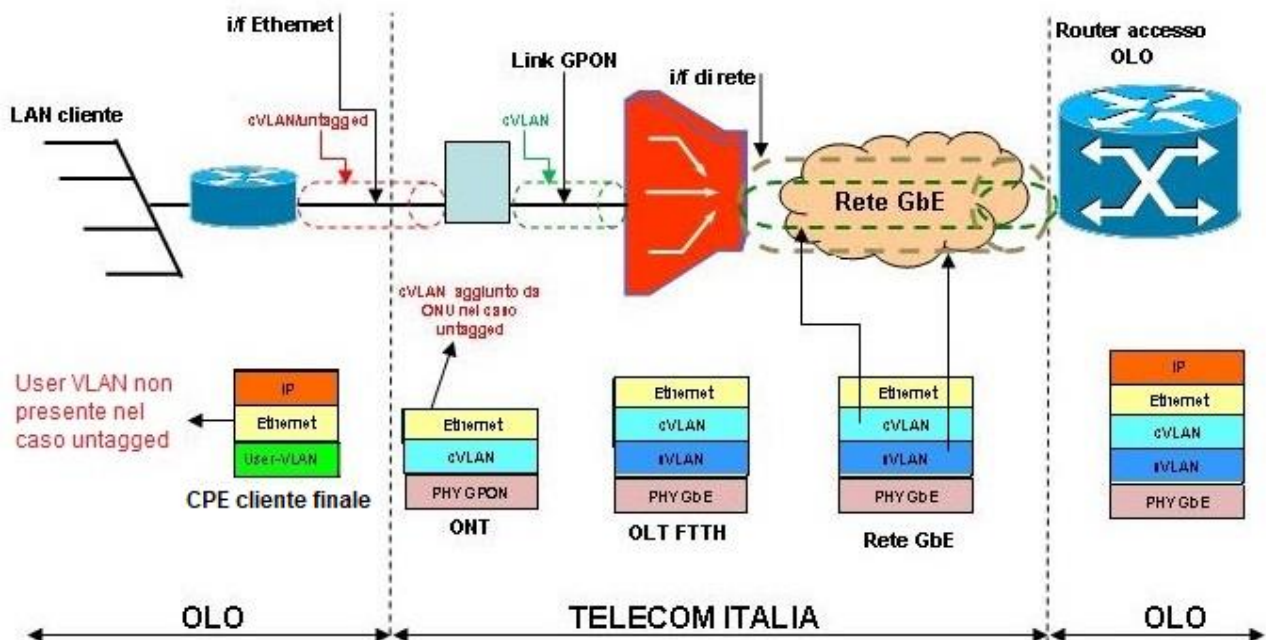 i/f Ethernet
Link GPON
i/f di rete
Router accesso
OLO
LAN cliente
cVLAN/untagged
cVLAN
Rete GbE
cVLAN aggiunto da
ONU nel caso
untagged
User VLAN non
presente nel
caso untagged
IP
Ethernet
User-VLAN
CPE cliente finale
Ethernet
cVLAN
PHY GPON
ONT
Ethernet
cVLAN
sVLAN
PHY GbE
OLT FTTH
Ethernet
cVLAN
sVLAN
PHY GbE
Rete GbE
IP
Ethernet
cVLAN
sVLAN
PHY GbE
OLO
TELECOM ITALIA
OLO